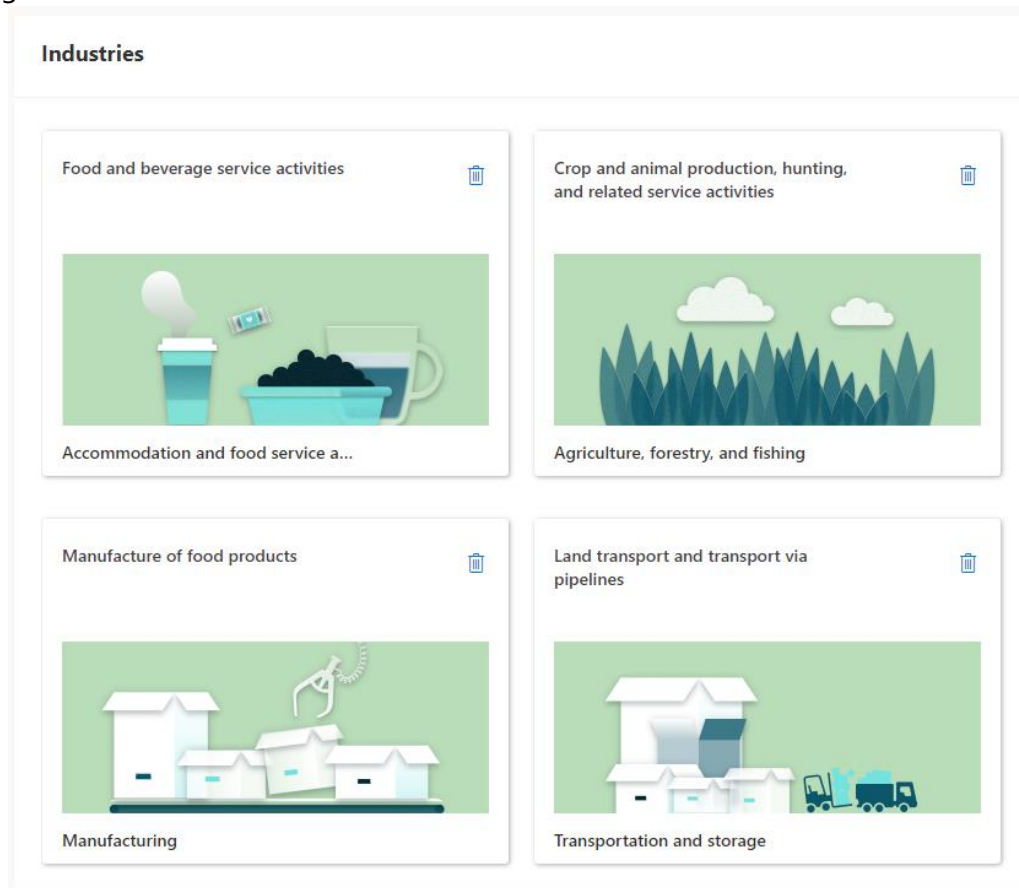 Industries
Food and beverage service activities
Crop and animal production, hunting,
and related service activities
Accommodation and food service a...
Agriculture, forestry, and fishing
Manufacture of food products
Land transport and transport via
pipelines
Manufacturing
Transportation and storage